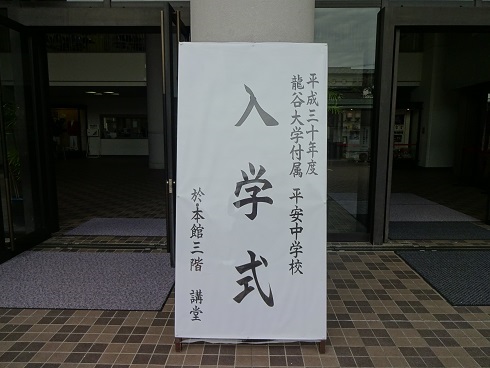 平成三十年度
龍谷大学付属 平安中学校
入学式
於本館三階 講堂